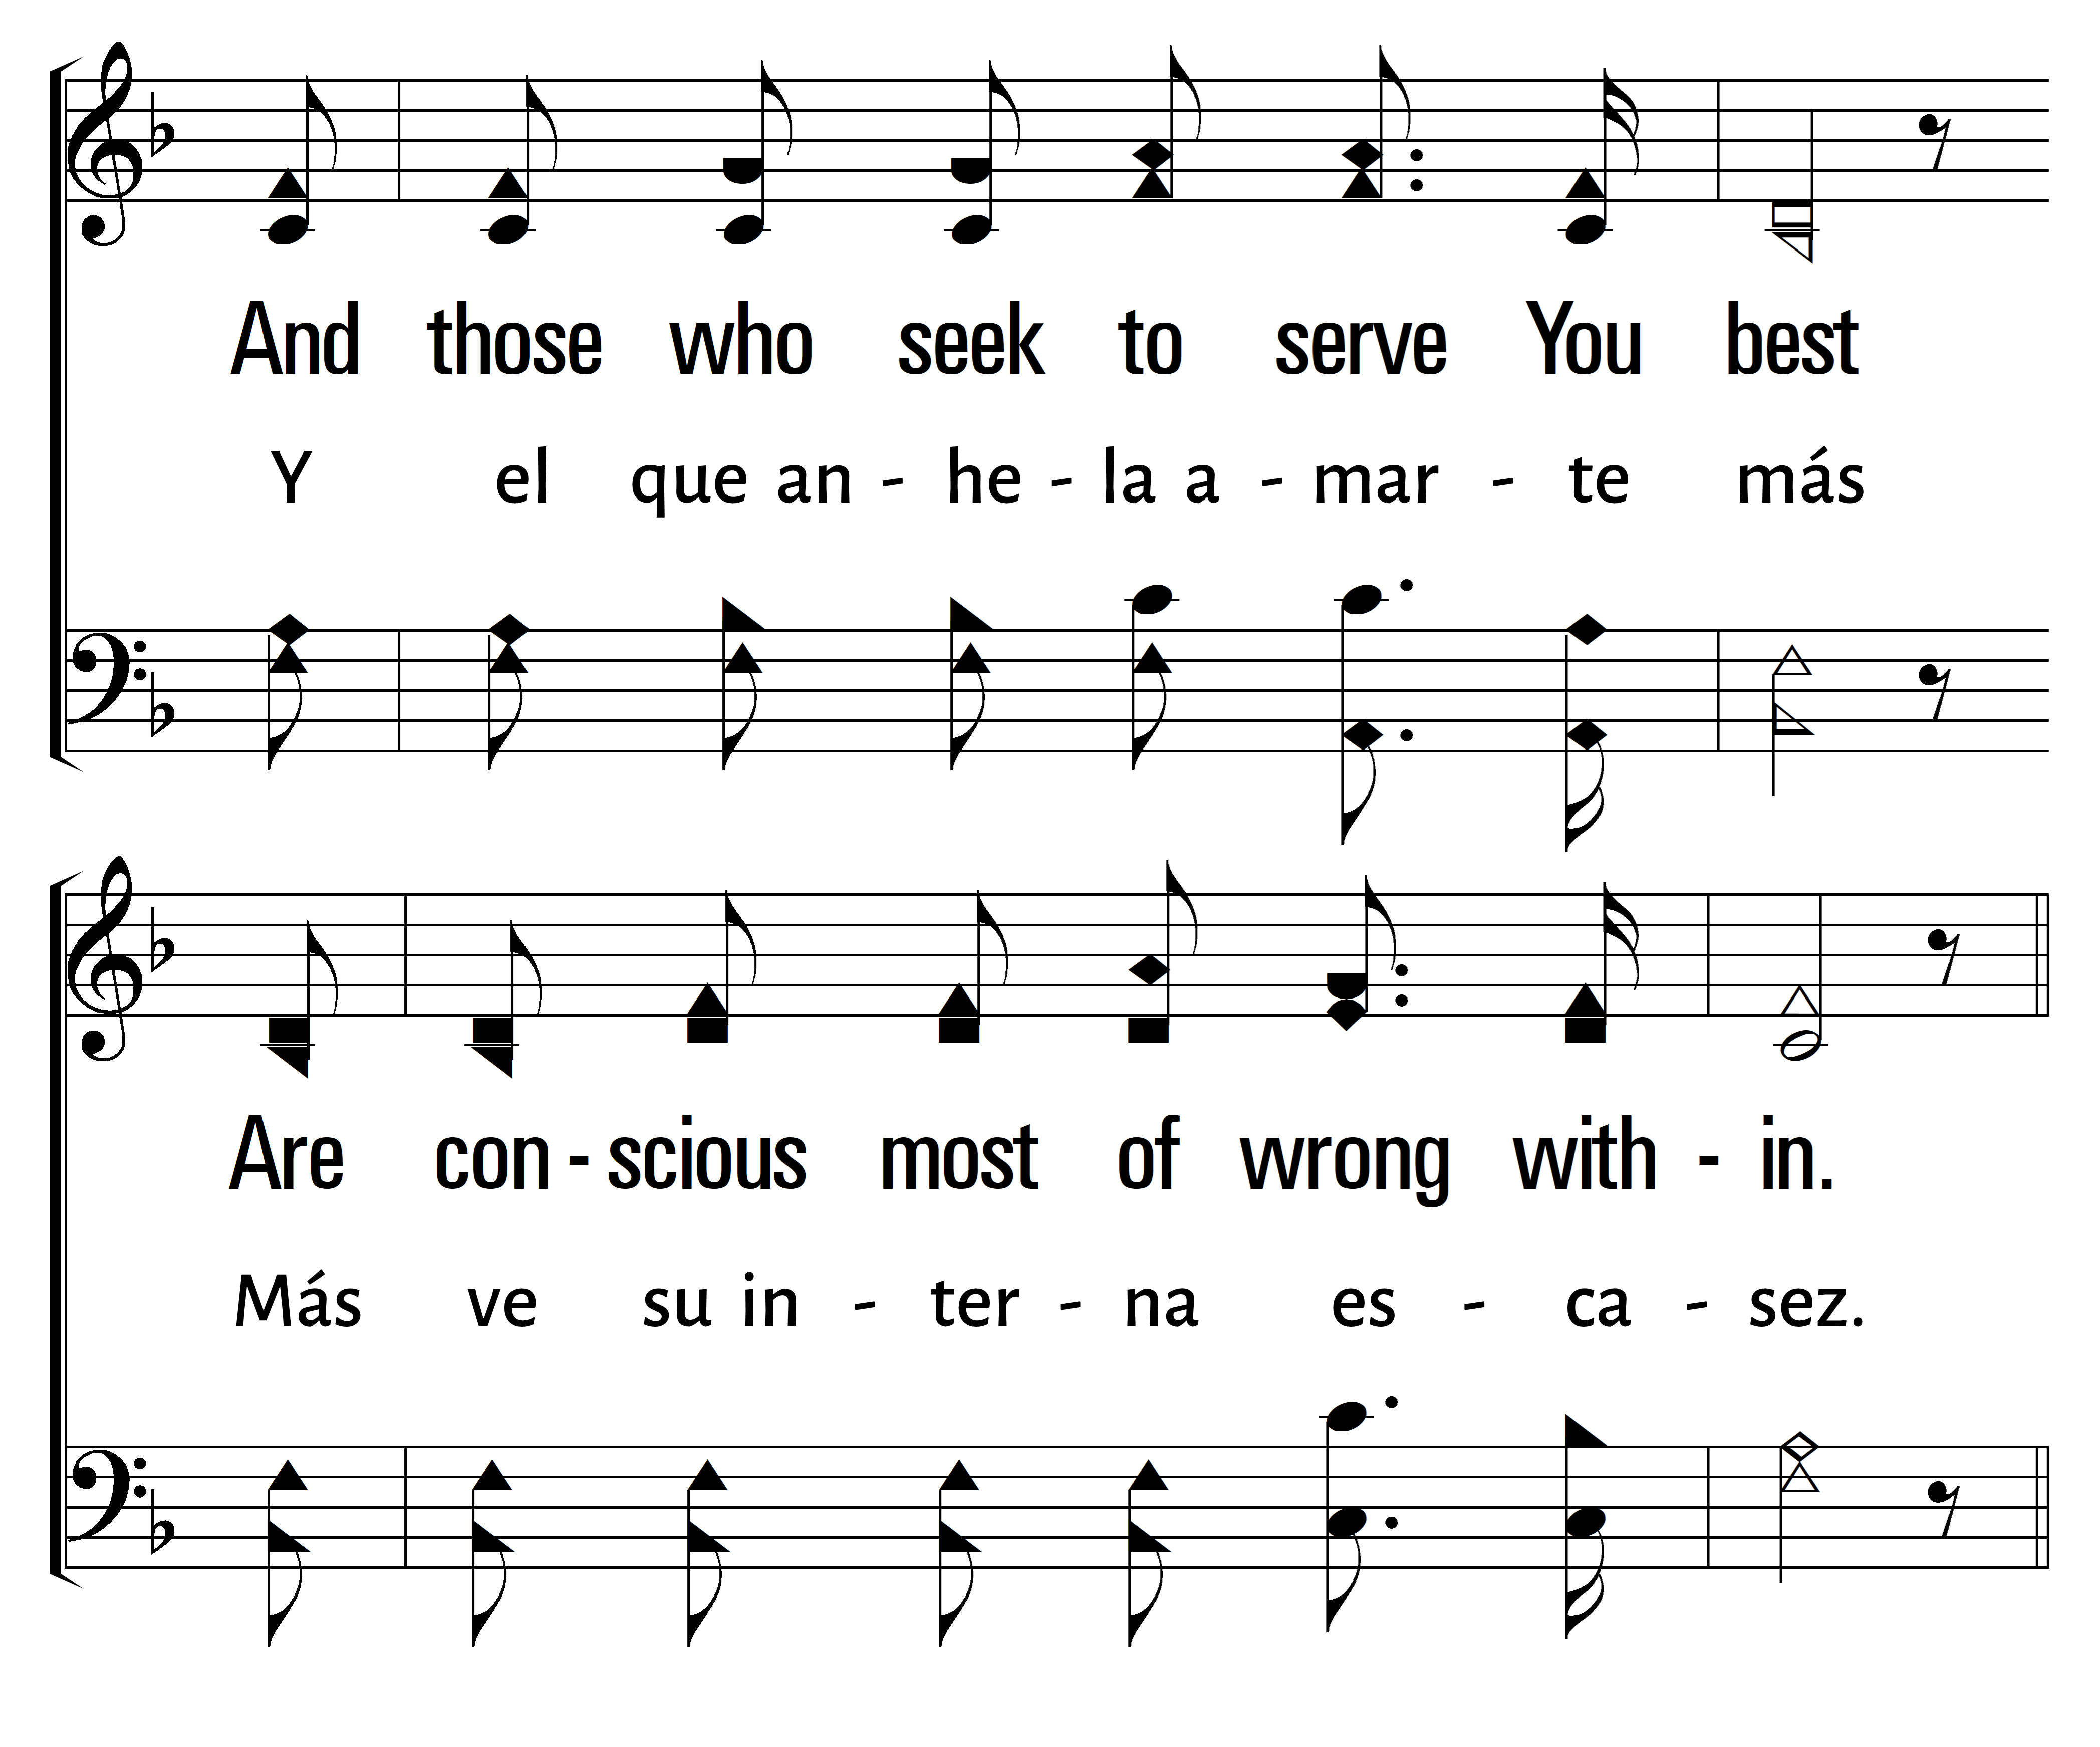 And those who seek to serve You best
Y el que an - he - la a - mar - te más
Are con - scious most of wrong with - in.
Más ve su in - ter - na es - ca - sez.